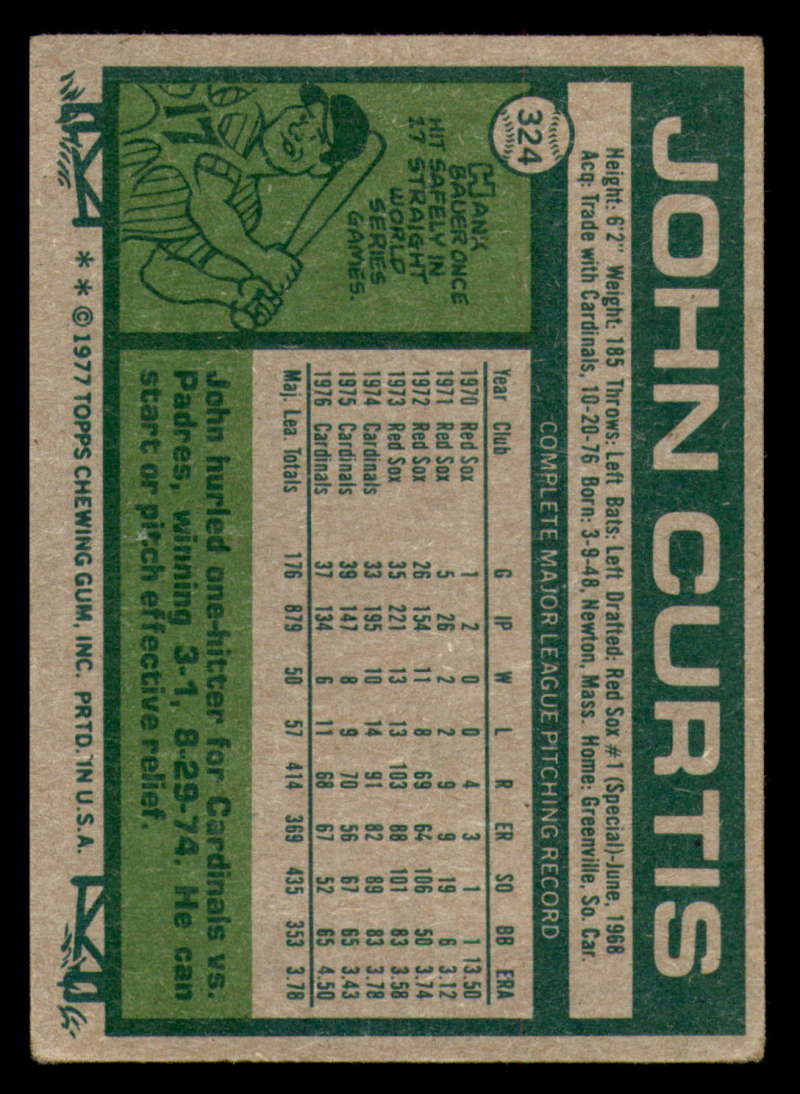 324
JOHN CURTIS
Height: 6'2" Weight: 185 Throws: Left Bats: Left Drafted: Red Sox #1 (Special)-June, 1968
Acq: Trade with Cardinals, 10-20-76 Born: 3-9-48, Newton, Mass. Home: Greenville, So. Car.
COMPLETE MAJOR LEAGUE PITCHING RECORD
Year Club G IP W L R ER SO BB ERA
1970 Red Sox 1 2 0 0 4 3 1 1 13.50
1971 Red Sox 5 26 2 2 9 9 19 6 3.12
1972 Red Sox 26 154 11 8 69 64 106 50 3.74
1973 Red Sox 35 221 13 13 103 88 101 83 3.58
1974 Cardinals 33 195 10 14 91 82 89 83 3.78
1975 Cardinals 39 147 8 9 70 56 67 65 3.43
1976 Cardinals 37 134 6 11 68 67 52 65 4.50
Maj. Lea. Totals 176 879 50 57 414 369 435 353 3.78
HANK
BAUER ONCE
HIT SAFELY IN
17 STRAIGHT
WORLD
SERIES
GAMES.
17
John hurled one-hitter for Cardinals vs.
Padres, winning 3-1, 8-29-74. He can
start or pitch effective relief.
* * © 1977 TOPPS CHEWING GUM, INC. PRTD. IN U.S.A.